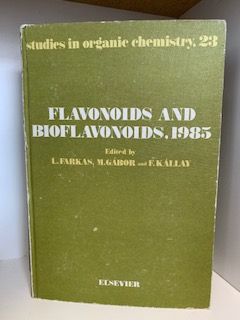 studies in organic chemistry, 23
FLAVONOIDS AND
BIOFLAVONOIDS, 1985
Edited by
L. FARKAS, M. GÁBOR and F. KÁLLAY
ELSEVIER